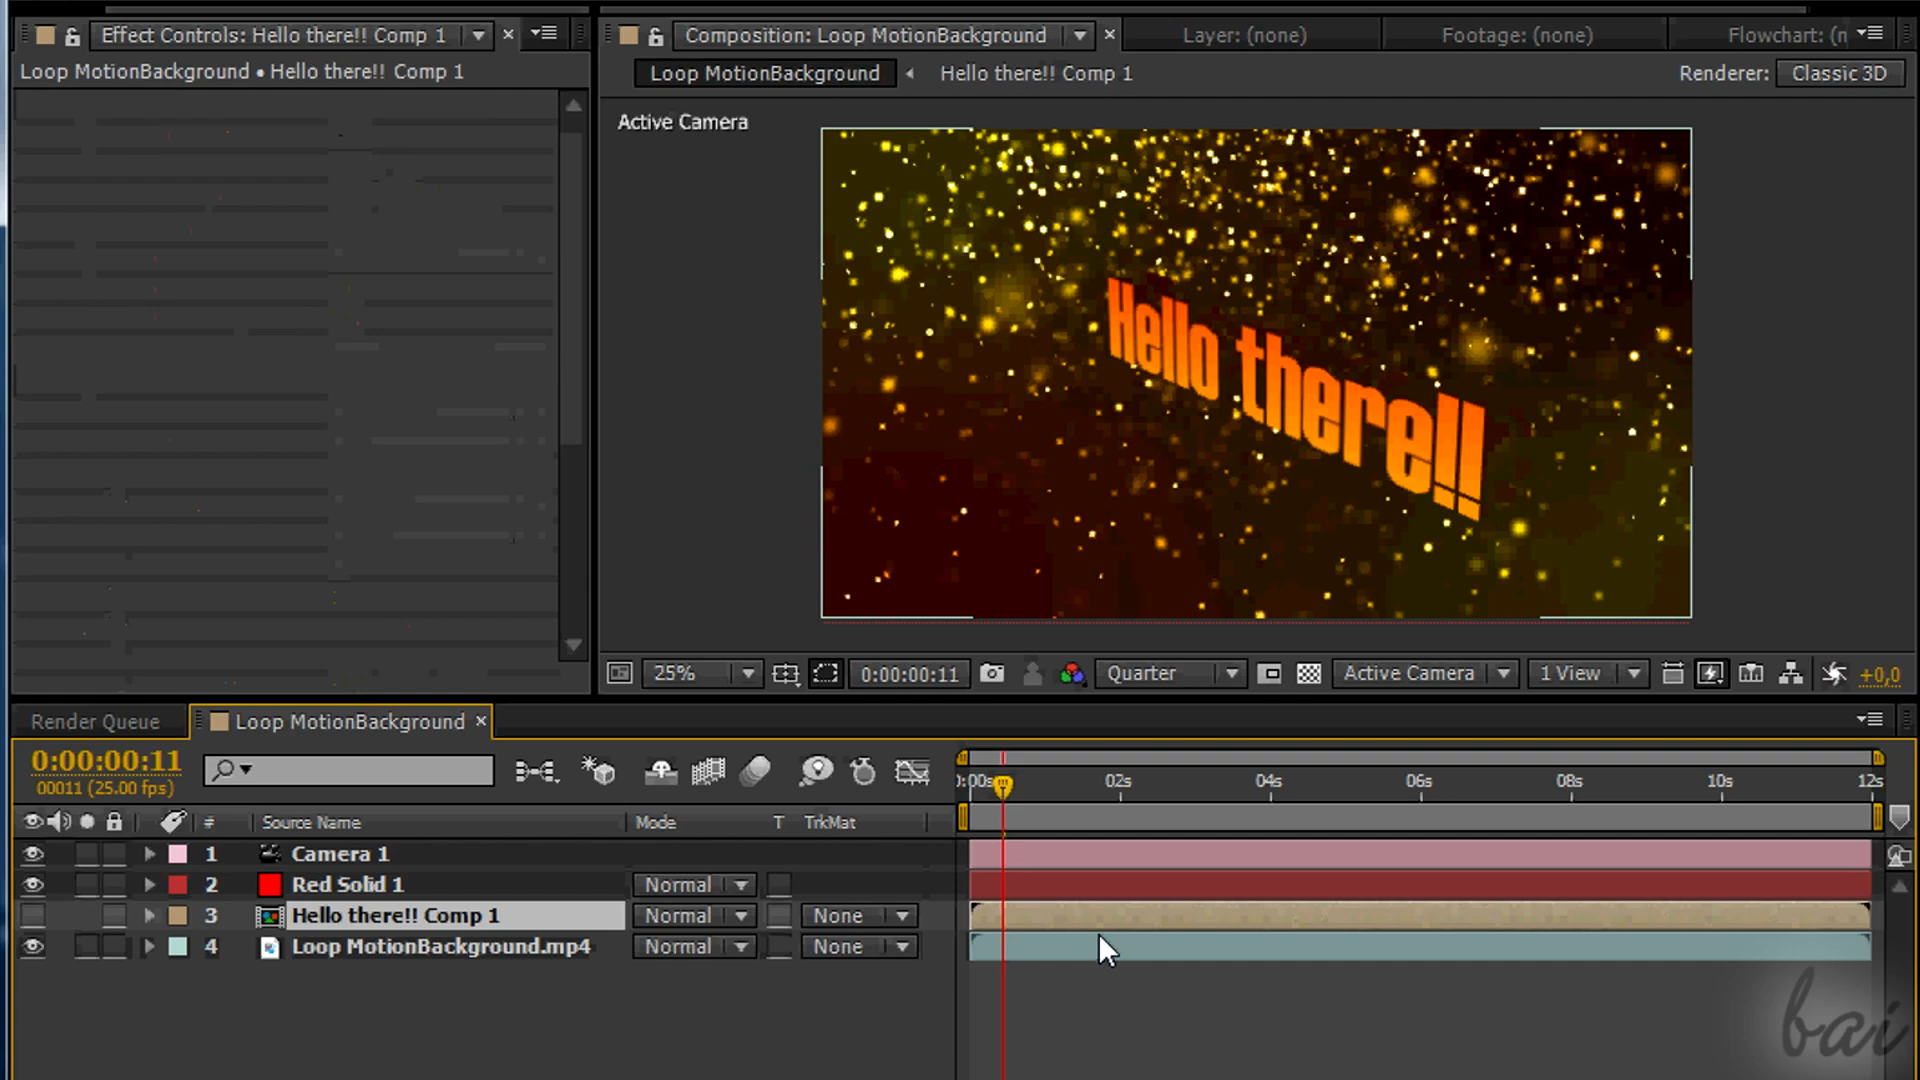 Effect Controls: Hello there!! Comp 1
Loop MotionBackground • Hello there!! Comp 1
Composition: Loop MotionBackground
Layer: (none)
Footage: (none)
Flowchart: (n
Loop MotionBackground
Hello there!! Comp 1
Renderer: Classic 3D
Active Camera
Hello there!!
25%
0:00:00:11
Quarter
Active Camera
1 View
+0,0
Render Queue
Loop MotionBackground
0:00:00:11
00011 (25.00 fps)
:00s 02s 04s 06s 08s 10s 12s
# Source Name Mode T TrkMat
1 Camera 1
2 Red Solid 1 Normal
3 Hello there!! Comp 1 Normal None
4 Loop MotionBackground.mp4 Normal None
bai